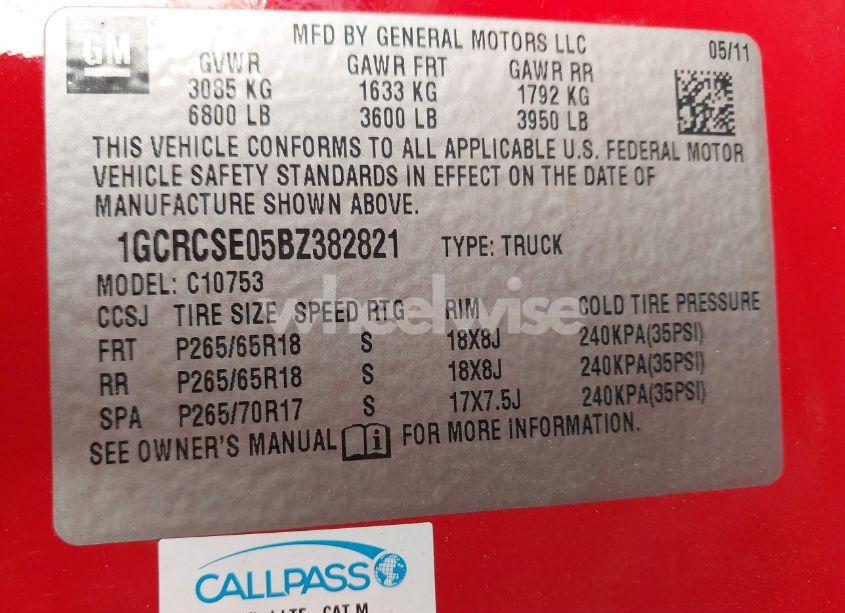 GM
MFD BY GENERAL MOTORS LLC
05/11
GVWR GAWR FRT GAWR RR
3085 KG 1633 KG 1792 KG
6800 LB 3600 LB 3950 LB
THIS VEHICLE CONFORMS TO ALL APPLICABLE U.S. FEDERAL MOTOR
VEHICLE SAFETY STANDARDS IN EFFECT ON THE DATE OF
MANUFACTURE SHOWN ABOVE.
1GCRCSE05BZ382821 TYPE: TRUCK
MODEL: C10753
wheelwise
CCSJ TIRE SIZE SPEED RTG RIM COLD TIRE PRESSURE
FRT P265/65R18 S 18X8J 240KPA(35PSI)
RR P265/65R18 S 18X8J 240KPA(35PSI)
SPA P265/70R17 S 17X7.5J 240KPA(35PSI)
SEE OWNER'S MANUAL i FOR MORE INFORMATION.
CALLPASS
LTE CAT M